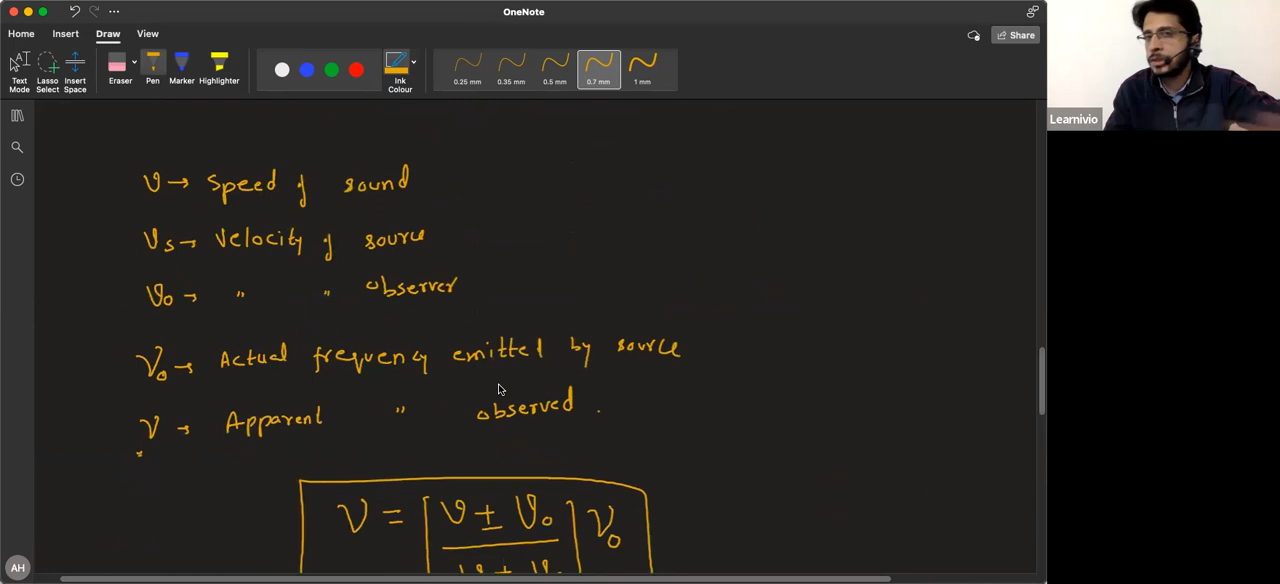 OneNote
Home Insert Draw View
Share
Text Mode
Lasso Select
Insert Space
Eraser
Pen
Marker
Highlighter
Ink Colour
0.25 mm
0.35 mm
0.5 mm
0.7 mm
1 mm
Learnivio
v → Speed of sound
vs → Velocity of source
vo → " " observer
ν₀ → Actual frequency emitted by source
ν → Apparent " observed .
ν = [ v ± vo
ν₀
AH